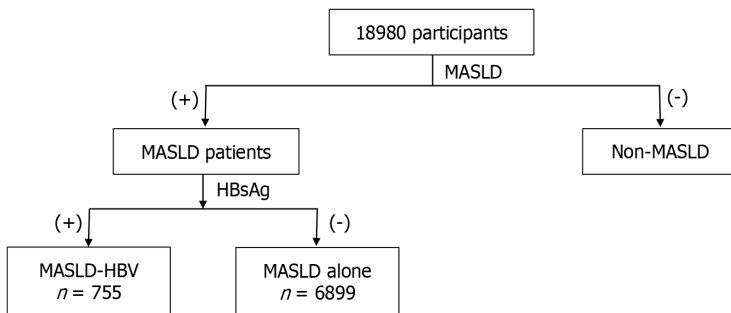 18980 participants
MASLD
(+)
(-)
MASLD patients
Non-MASLD
HBsAg
(+)
(-)
MASLD-HBV
n = 755
MASLD alone
n = 6899